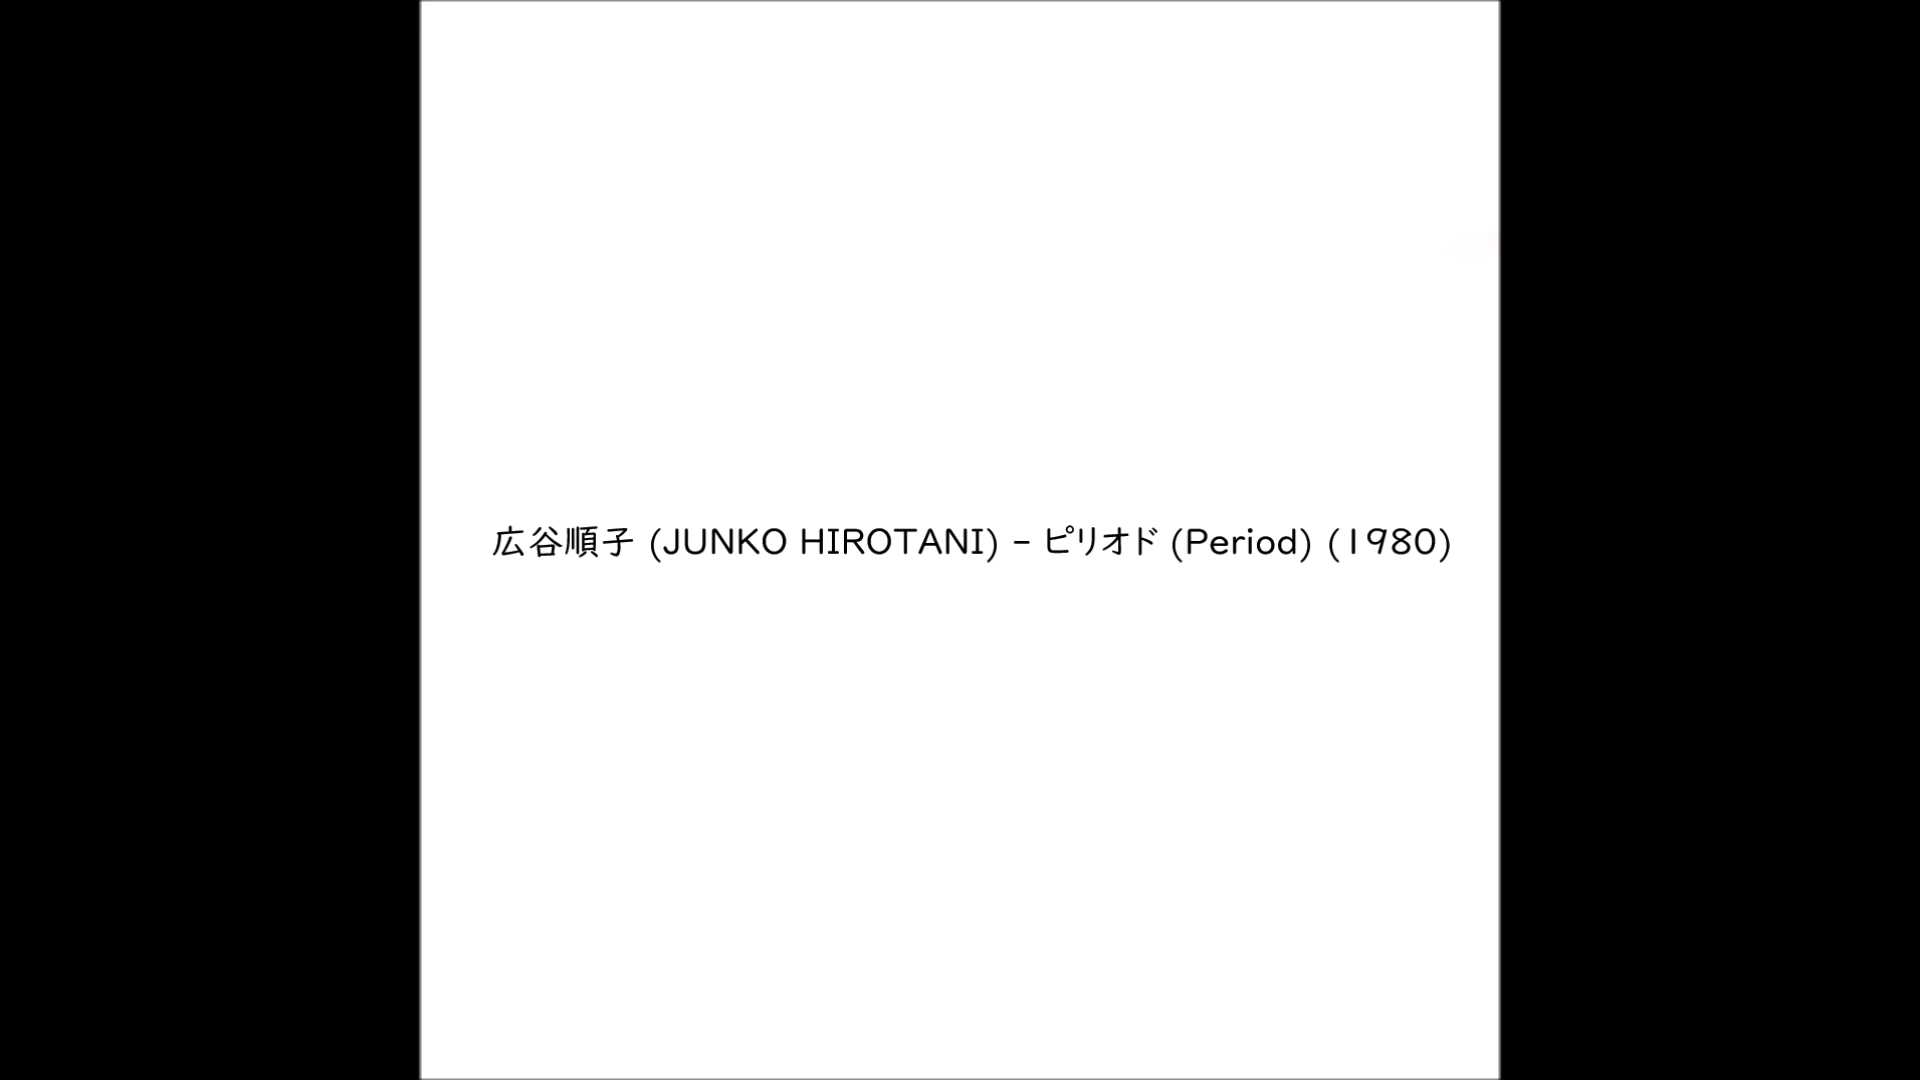 広谷順子 (JUNKO HIROTANI) – ピリオド (Period) (1980)